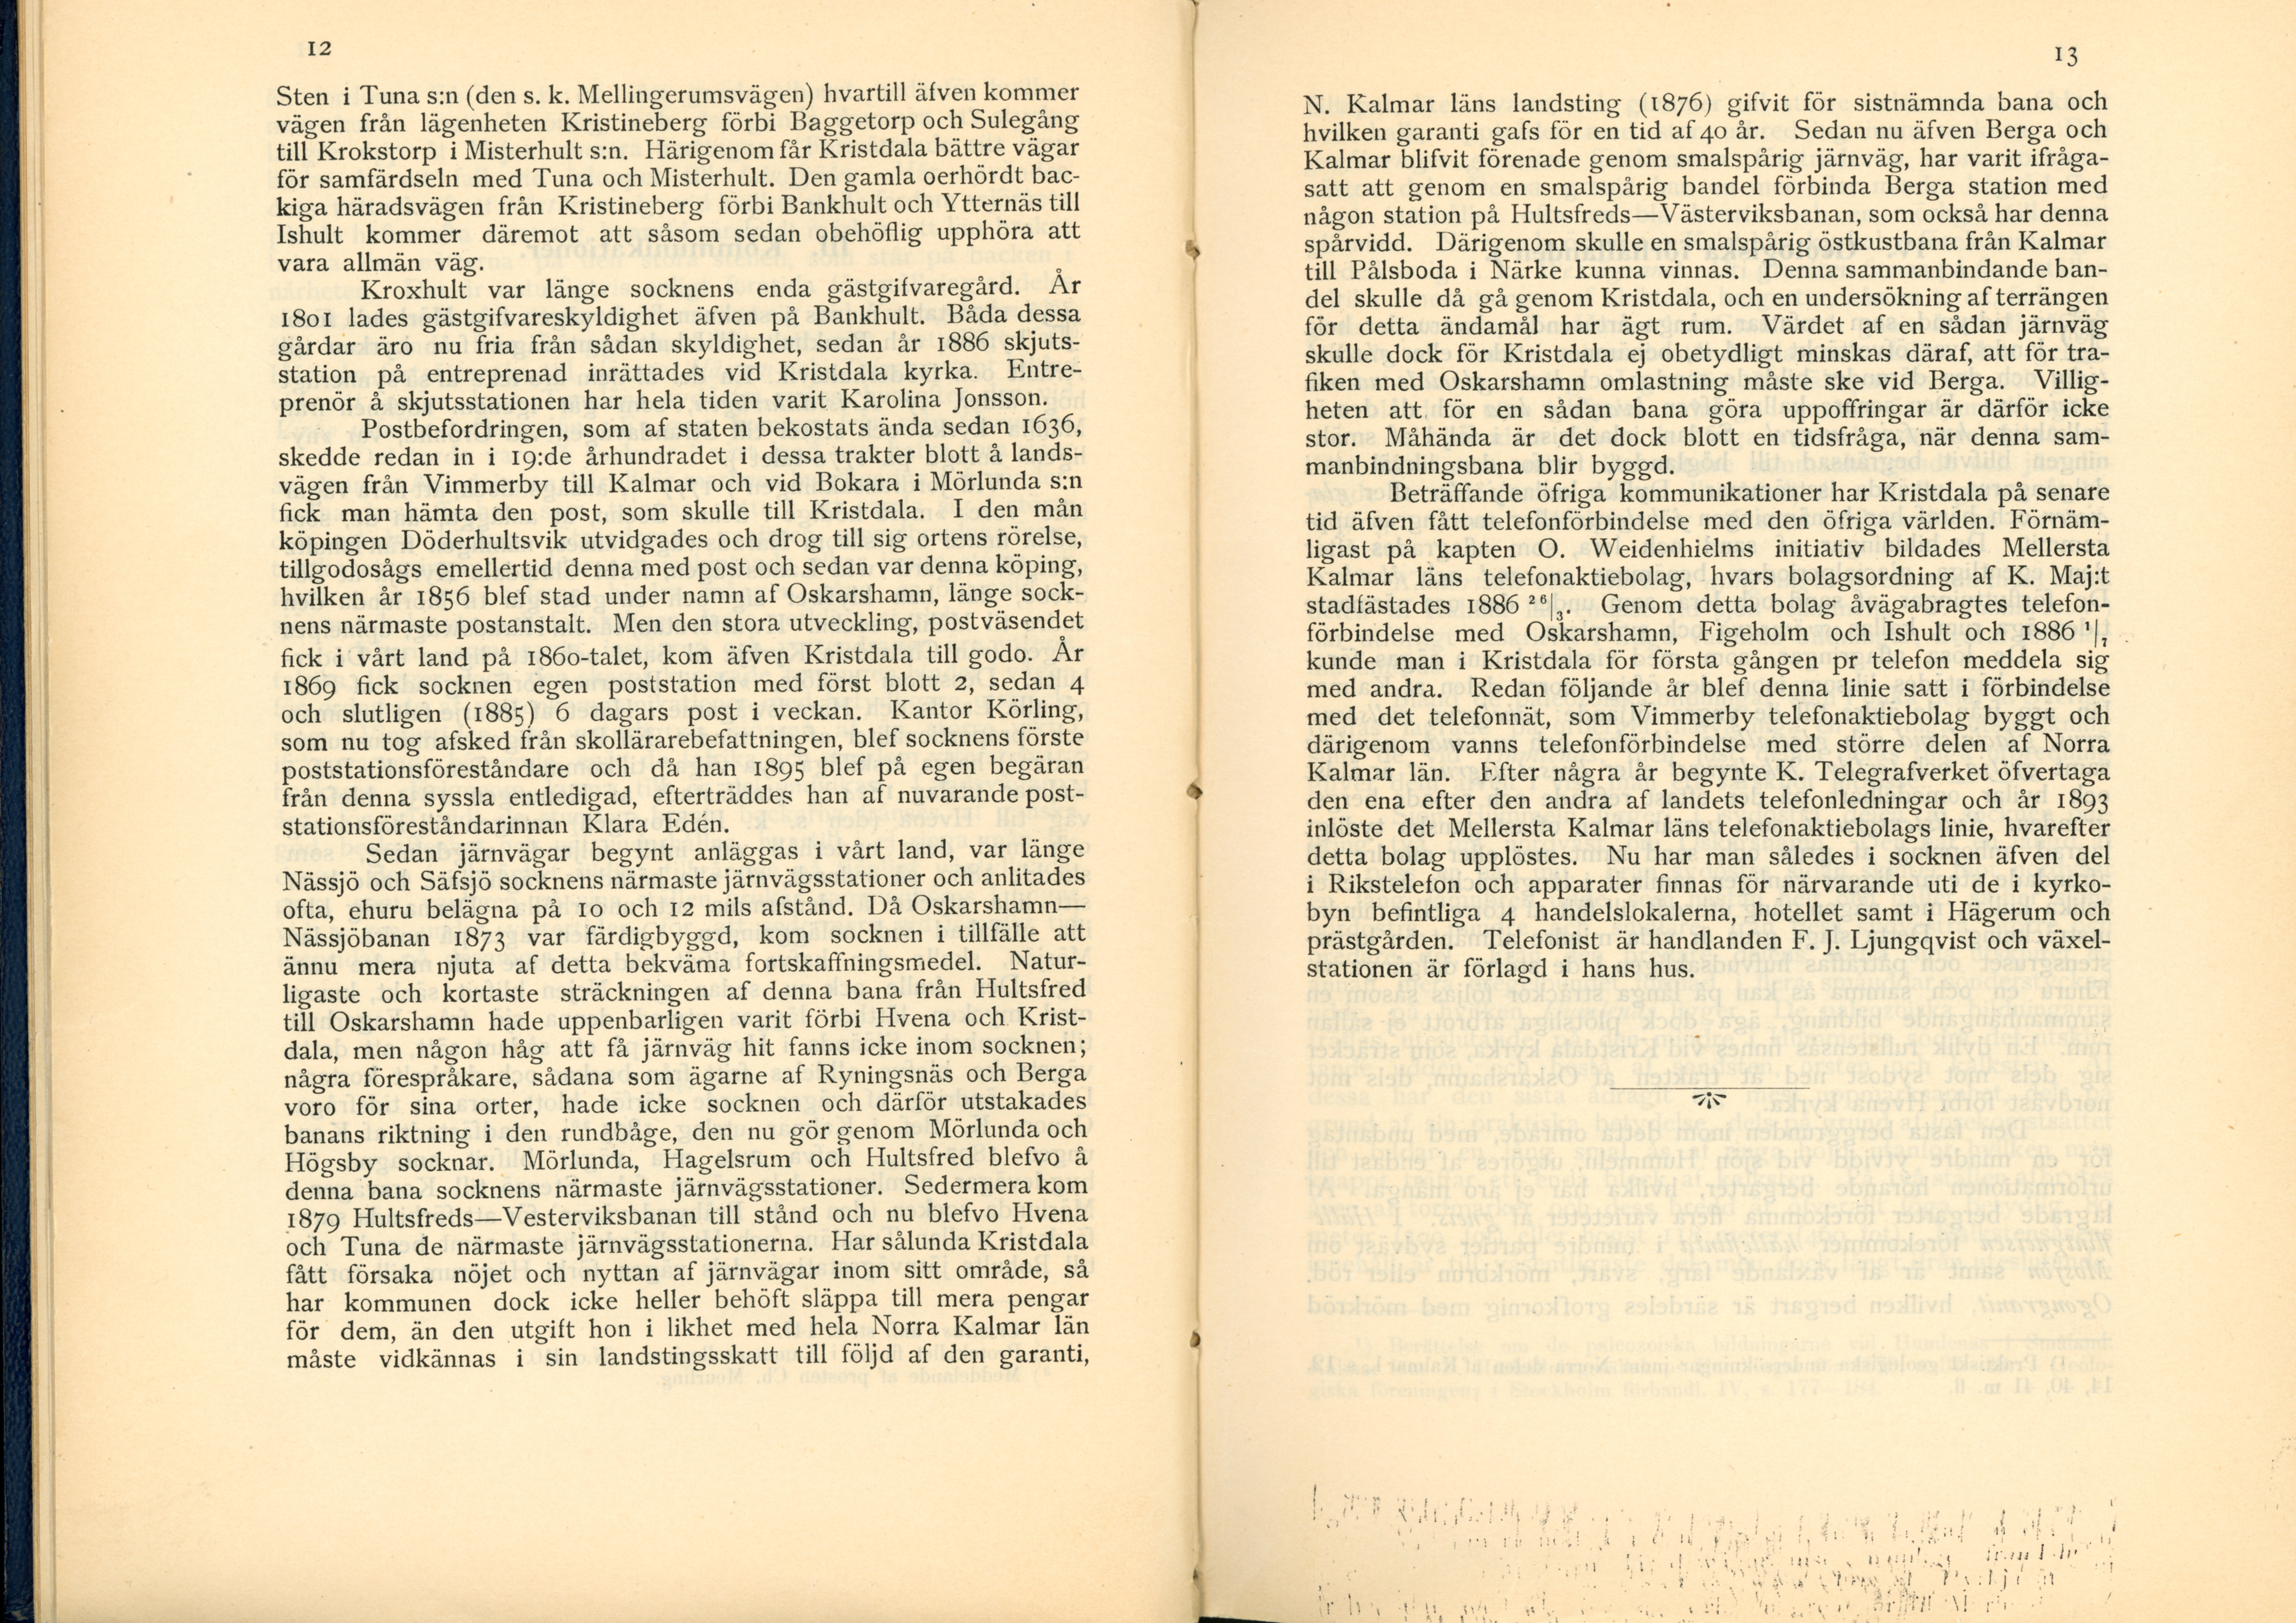 12
Sten i Tuna s:n (den s. k. Mellingerumsvägen) hvartill äfven kommer
vägen från lägenheten Kristineberg förbi Baggetorp och Sulegång
till Krokstorp i Misterhult s:n. Härigenom får Kristdala bättre vägar
för samfärdseln med Tuna och Misterhult. Den gamla oerhördt bac-
kiga häradsvägen från Kristineberg förbi Bankhult och Ytternäs till
Ishult kommer däremot att såsom sedan obehöflig upphöra att
vara allmän väg.
Kroxhult var länge socknens enda gästgifvaregård. År
1801 lades gästgifvareskyldighet äfven på Bankhult. Båda dessa
gårdar äro nu fria från sådan skyldighet, sedan år 1886 skjuts-
station på entreprenad inrättades vid Kristdala kyrka. Entre-
prenör å skjutsstationen har hela tiden varit Karolina Jonsson.
Postbefordringen, som af staten bekostats ända sedan 1636,
skedde redan in i 19:de århundradet i dessa trakter blott å lands-
vägen från Vimmerby till Kalmar och vid Bokara i Mörlunda s:n
fick man hämta den post, som skulle till Kristdala. I den mån
köpingen Döderhultsvik utvidgades och drog till sig ortens rörelse,
tillgodosågs emellertid denna med post och sedan var denna köping,
hvilken år 1856 blef stad under namn af Oskarshamn, länge sock-
nens närmaste postanstalt. Men den stora utveckling, postväsendet
fick i vårt land på 1860-talet, kom äfven Kristdala till godo. År
1869 fick socknen egen poststation med först blott 2, sedan 4
och slutligen (1885) 6 dagars post i veckan. Kantor Körling,
som nu tog afsked från skollärarebefattningen, blef socknens förste
poststationsföreståndare och då han 1895 blef på egen begäran
från denna syssla entledigad, efterträddes han af nuvarande post-
stationsföreståndarinnan Klara Edén.
Sedan järnvägar begynt anläggas i vårt land, var länge
Nässjö och Säfsjö socknens närmaste järnvägsstationer och anlitades
ofta, ehuru belägna på 10 och 12 mils afstånd. Då Oskarshamn—
Nässjöbanan 1873 var färdigbyggd, kom socknen i tillfälle att
ännu mera njuta af detta bekväma fortskaffningsmedel. Natur-
ligaste och kortaste sträckningen af denna bana från Hultsfred
till Oskarshamn hade uppenbarligen varit förbi Hvena och Krist-
dala, men någon håg att få järnväg hit fanns icke inom socknen;
några förespråkare, sådana som ägarne af Ryningsnäs och Berga
voro för sina orter, hade icke socknen och därför utstakades
banans riktning i den rundbåge, den nu gör genom Mörlunda och
Högsby socknar. Mörlunda, Hagelsrum och Hultsfred blefvo å
denna bana socknens närmaste järnvägsstationer. Sedermera kom
1879 Hultsfreds—Vesterviksbanan till stånd och nu blefvo Hvena
och Tuna de närmaste järnvägsstationerna. Har sålunda Kristdala
fått försaka nöjet och nyttan af järnvägar inom sitt område, så
har kommunen dock icke heller behöft släppa till mera pengar
för dem, än den utgift hon i likhet med hela Norra Kalmar län
måste vidkännas i sin landstingsskatt till följd af den garanti,
13
N. Kalmar läns landsting (1876) gifvit för sistnämnda bana och
hvilken garanti gafs för en tid af 40 år. Sedan nu äfven Berga och
Kalmar blifvit förenade genom smalspårig järnväg, har varit ifråga-
satt att genom en smalspårig bandel förbinda Berga station med
någon station på Hultsfreds—Västerviksbanan, som också har denna
spårvidd. Därigenom skulle en smalspårig östkustbana från Kalmar
till Pålsboda i Närke kunna vinnas. Denna sammanbindande ban-
del skulle då gå genom Kristdala, och en undersökning af terrängen
för detta ändamål har ägt rum. Värdet af en sådan järnväg
skulle dock för Kristdala ej obetydligt minskas däraf, att för tra-
fiken med Oskarshamn omlastning måste ske vid Berga. Villig-
heten att för en sådan bana göra uppoffringar är därför icke
stor. Måhända är det dock blott en tidsfråga, när denna sam-
manbindningsbana blir byggd.
Beträffande öfriga kommunikationer har Kristdala på senare
tid äfven fått telefonförbindelse med den öfriga världen. Förnäm-
ligast på kapten O. Weidenhielms initiativ bildades Mellersta
Kalmar läns telefonaktiebolag, hvars bolagsordning af K. Maj:t
stadfästades 1886 26/3. Genom detta bolag åvägabragtes telefon-
förbindelse med Oskarshamn, Figeholm och Ishult och 1886 1/7
kunde man i Kristdala för första gången pr telefon meddela sig
med andra. Redan följande år blef denna linie satt i förbindelse
med det telefonnät, som Vimmerby telefonaktiebolag byggt och
därigenom vanns telefonförbindelse med större delen af Norra
Kalmar län. Efter några år begynte K. Telegrafverket öfvertaga
den ena efter den andra af landets telefonledningar och år 1893
inlöste det Mellersta Kalmar läns telefonaktiebolags linie, hvarefter
detta bolag upplöstes. Nu har man således i socknen äfven del
i Rikstelefon och apparater finnas för närvarande uti de i kyrko-
byn befintliga 4 handelslokalerna, hotellet samt i Hägerum och
prästgården. Telefonist är handlanden F. J. Ljungqvist och växel-
stationen är förlagd i hans hus.